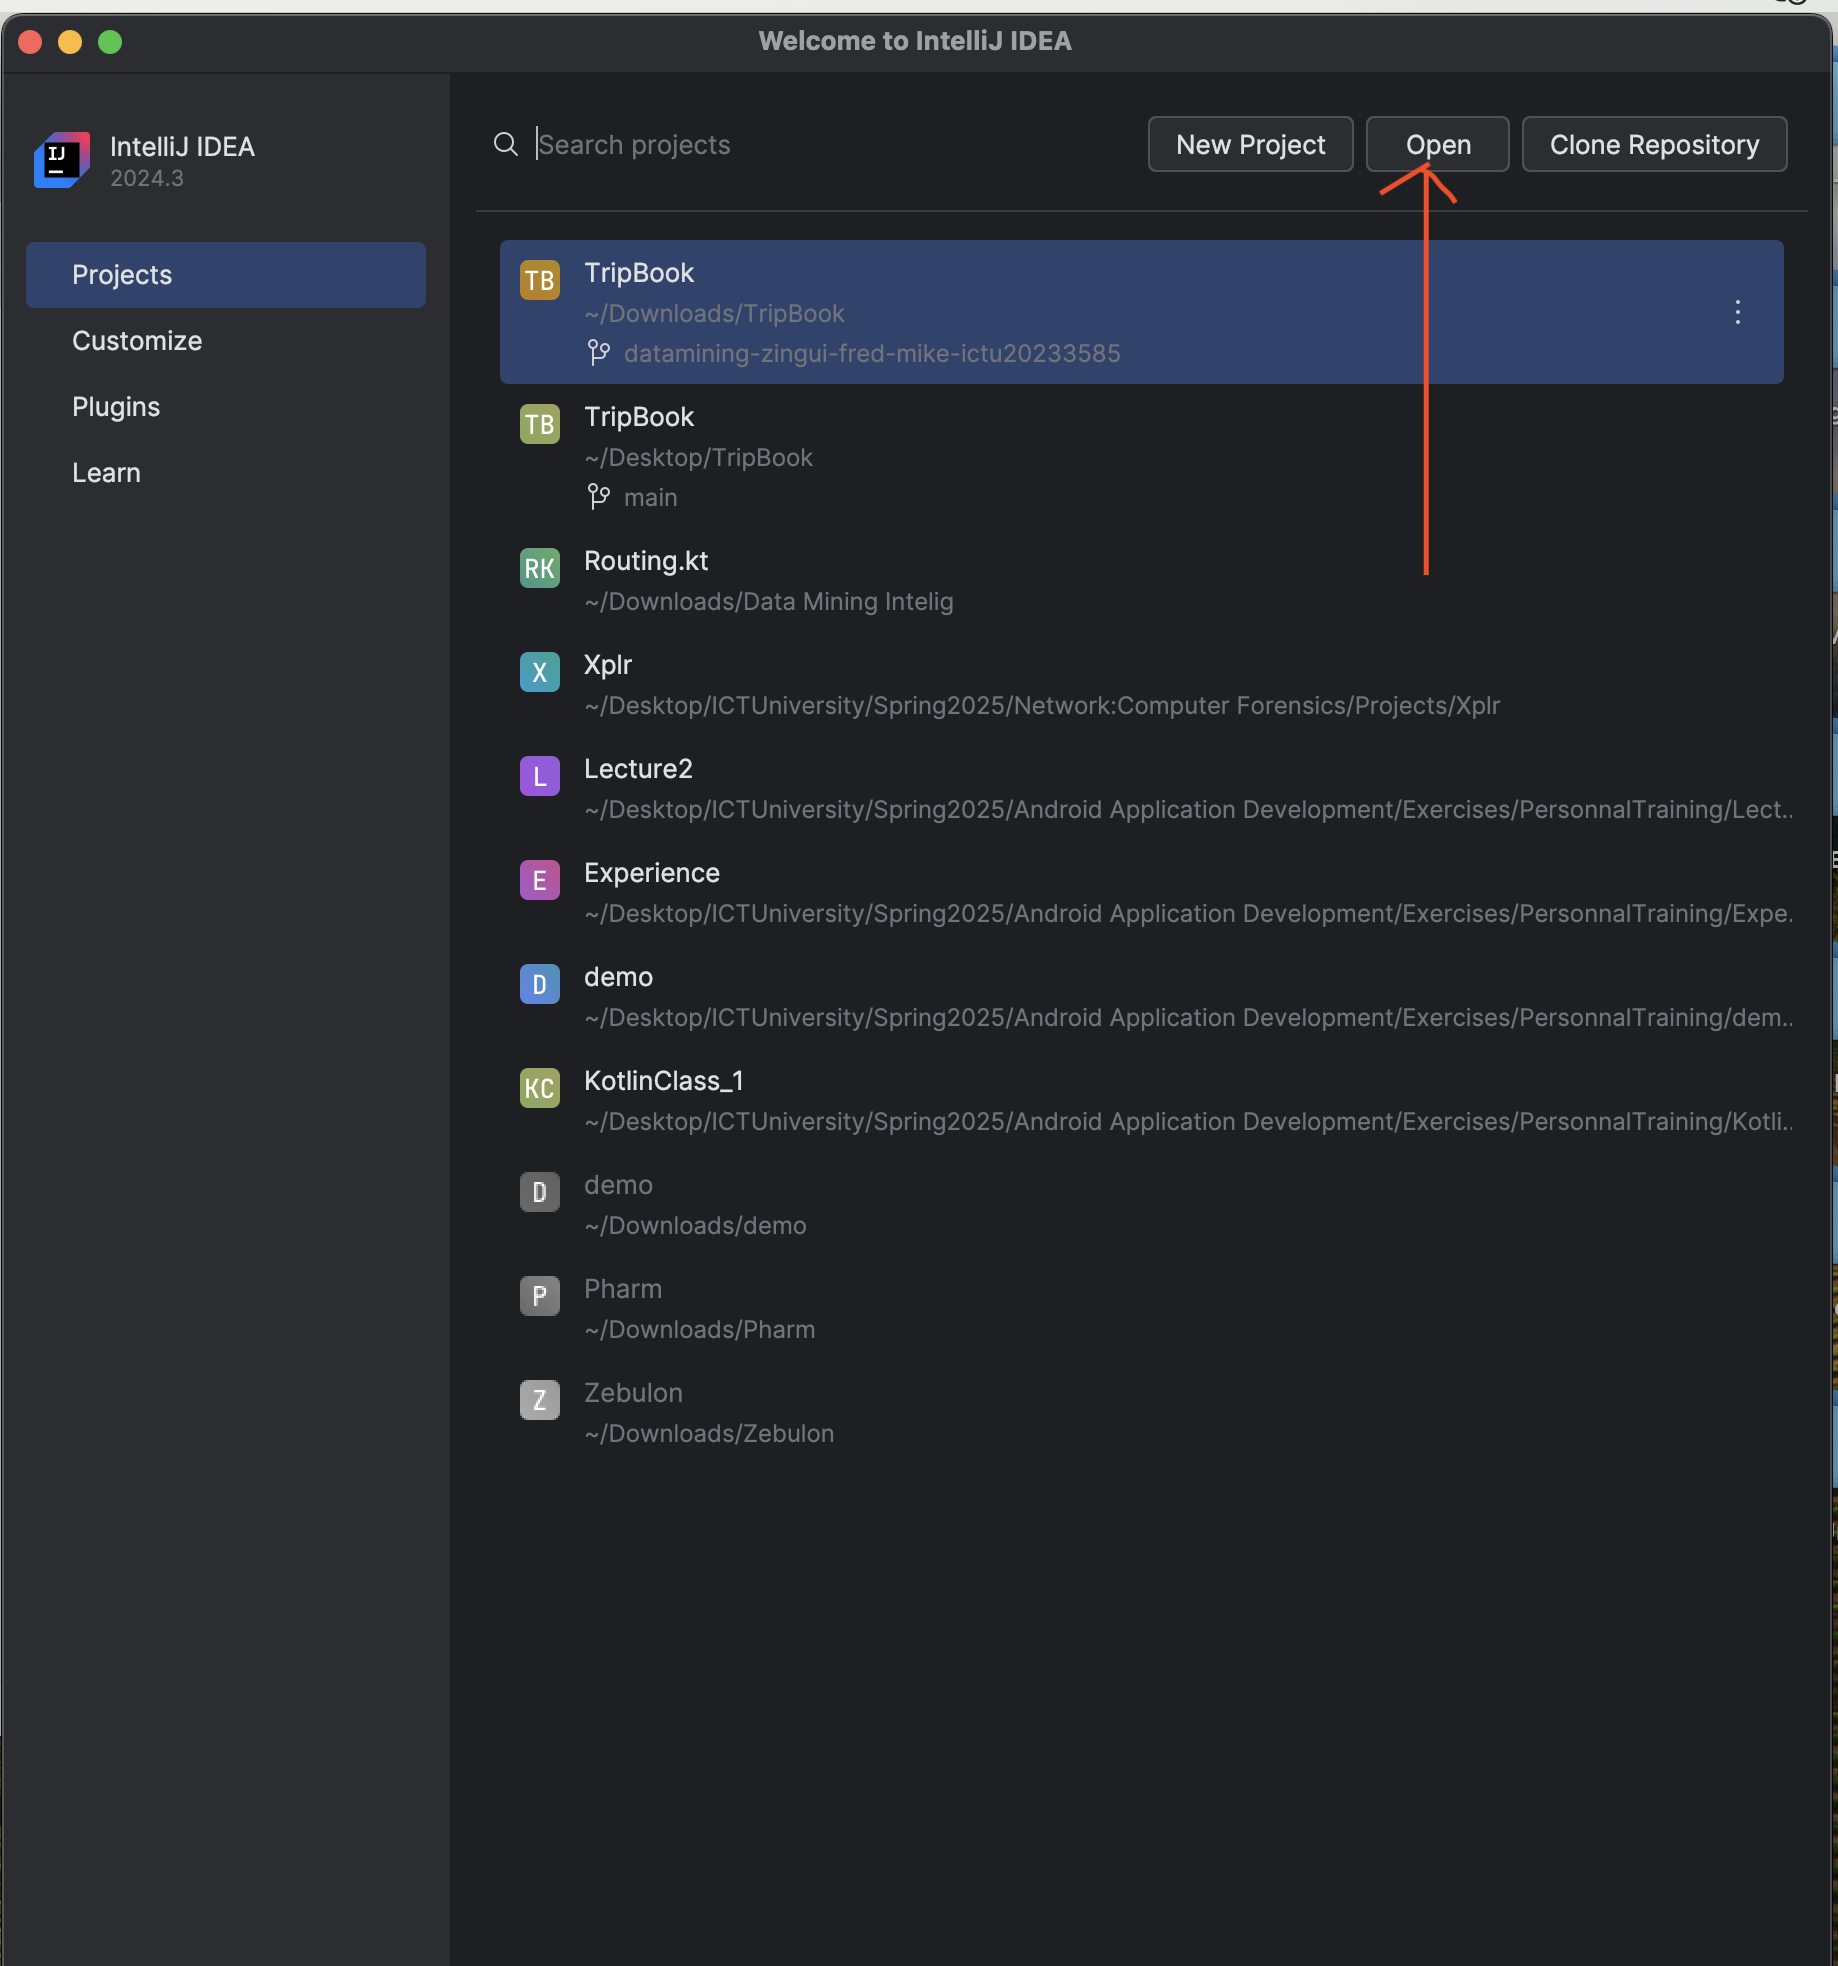 Welcome to IntelliJ IDEA
IJ
IntelliJ IDEA
2024.3
Projects
Customize
Plugins
Learn
Search projects
New Project
Open
Clone Repository
TB
TripBook
~/Downloads/TripBook
datamining-zingui-fred-mike-ictu20233585
TB
TripBook
~/Desktop/TripBook
main
RK
Routing.kt
~/Downloads/Data Mining Intelig
X
Xplr
~/Desktop/ICTUniversity/Spring2025/Network:Computer Forensics/Projects/Xplr
L
Lecture2
~/Desktop/ICTUniversity/Spring2025/Android Application Development/Exercises/PersonnalTraining/Lect..
E
Experience
~/Desktop/ICTUniversity/Spring2025/Android Application Development/Exercises/PersonnalTraining/Expe.
D
demo
~/Desktop/ICTUniversity/Spring2025/Android Application Development/Exercises/PersonnalTraining/dem..
KC
KotlinClass_1
~/Desktop/ICTUniversity/Spring2025/Android Application Development/Exercises/PersonnalTraining/Kotli..
D
demo
~/Downloads/demo
P
Pharm
~/Downloads/Pharm
Z
Zebulon
~/Downloads/Zebulon